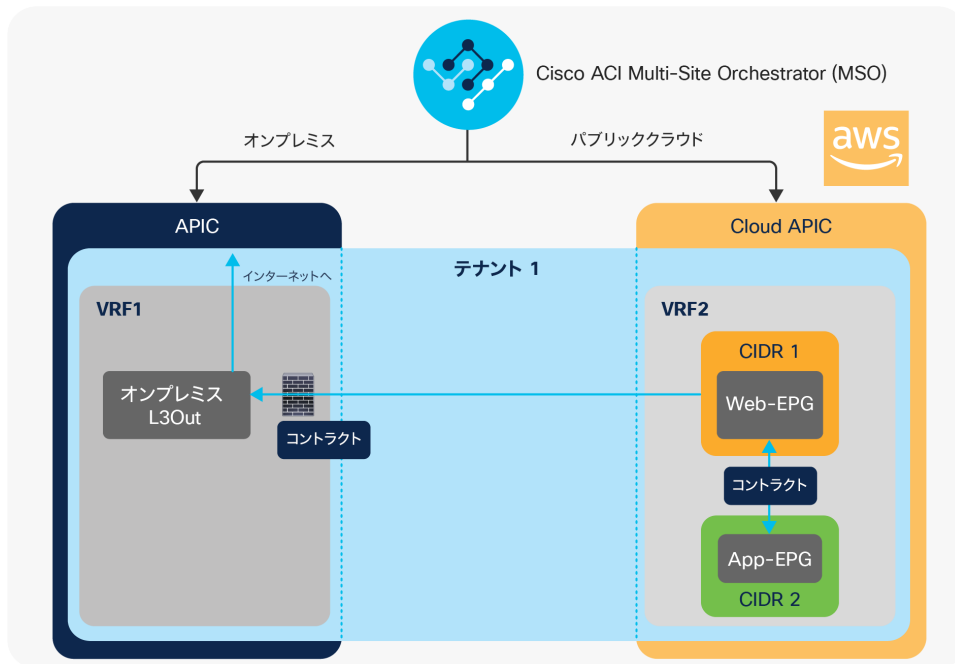 Cisco ACI Multi-Site Orchestrator (MSO)
オンプレミス
パブリッククラウド
aws
APIC
Cloud APIC
インターネットへ
テナント 1
VRF1
VRF2
CIDR 1
オンプレミス
L3Out
Web-EPG
コントラクト
コントラクト
App-EPG
CIDR 2